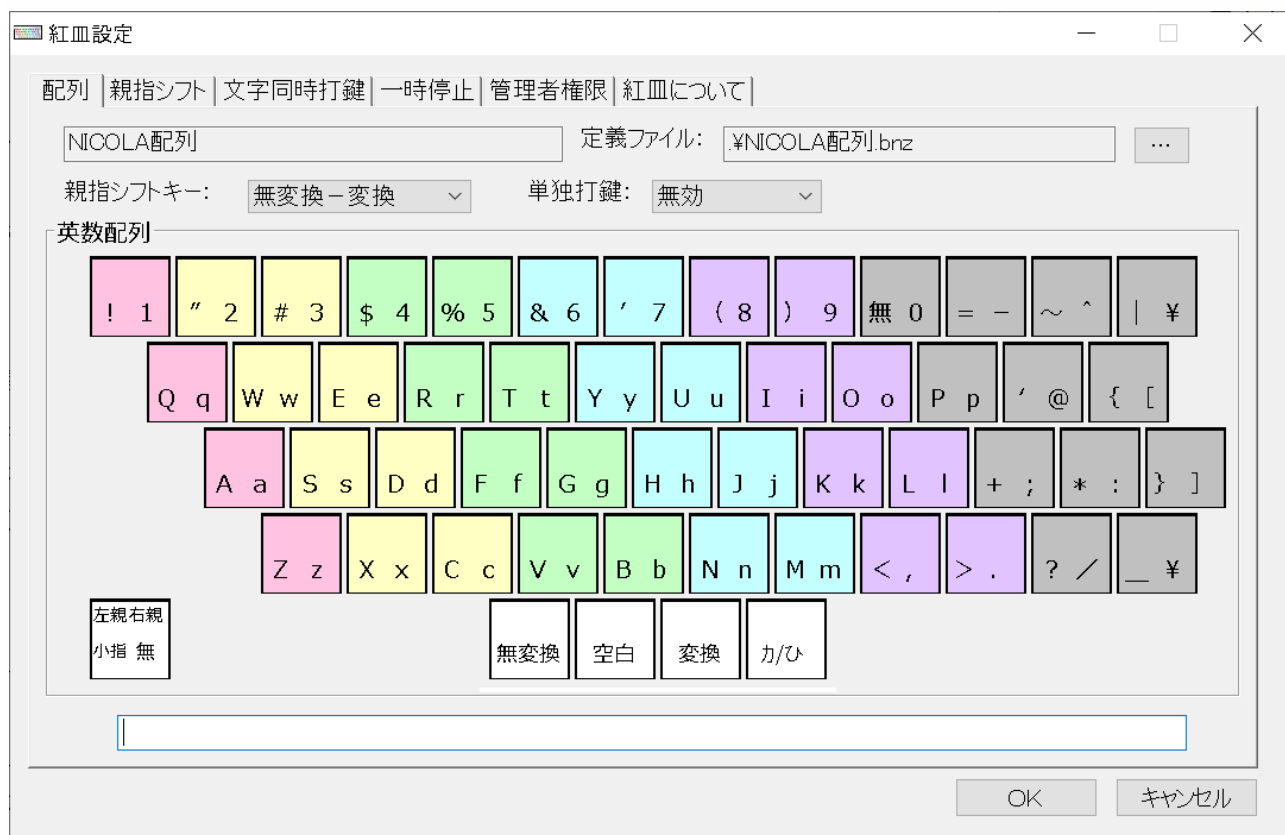 紅皿設定
配列 親指シフト 文字同時打鍵 一時停止 管理者権限 紅皿について
NICOLA配列 定義ファイル: .¥NICOLA配列.bnz ...
親指シフトキー: 無変換－変換 単独打鍵: 無効
英数配列
! 1 ″ 2 # 3 $ 4 % 5 & 6 ′ 7 ( 8 ) 9 無 0 = － ～ ＾ | ¥
Q q W w E e R r T t Y y U u I i O o P p ‘ @ { [
A a S s D d F f G g H h J j K k L l + ; * : } ]
Z z X x C c V v B b N n M m < , > . ? ／ ＿ ¥
左親右親
小指 無 無変換 空白 変換 カ/ひ
OK キャンセル